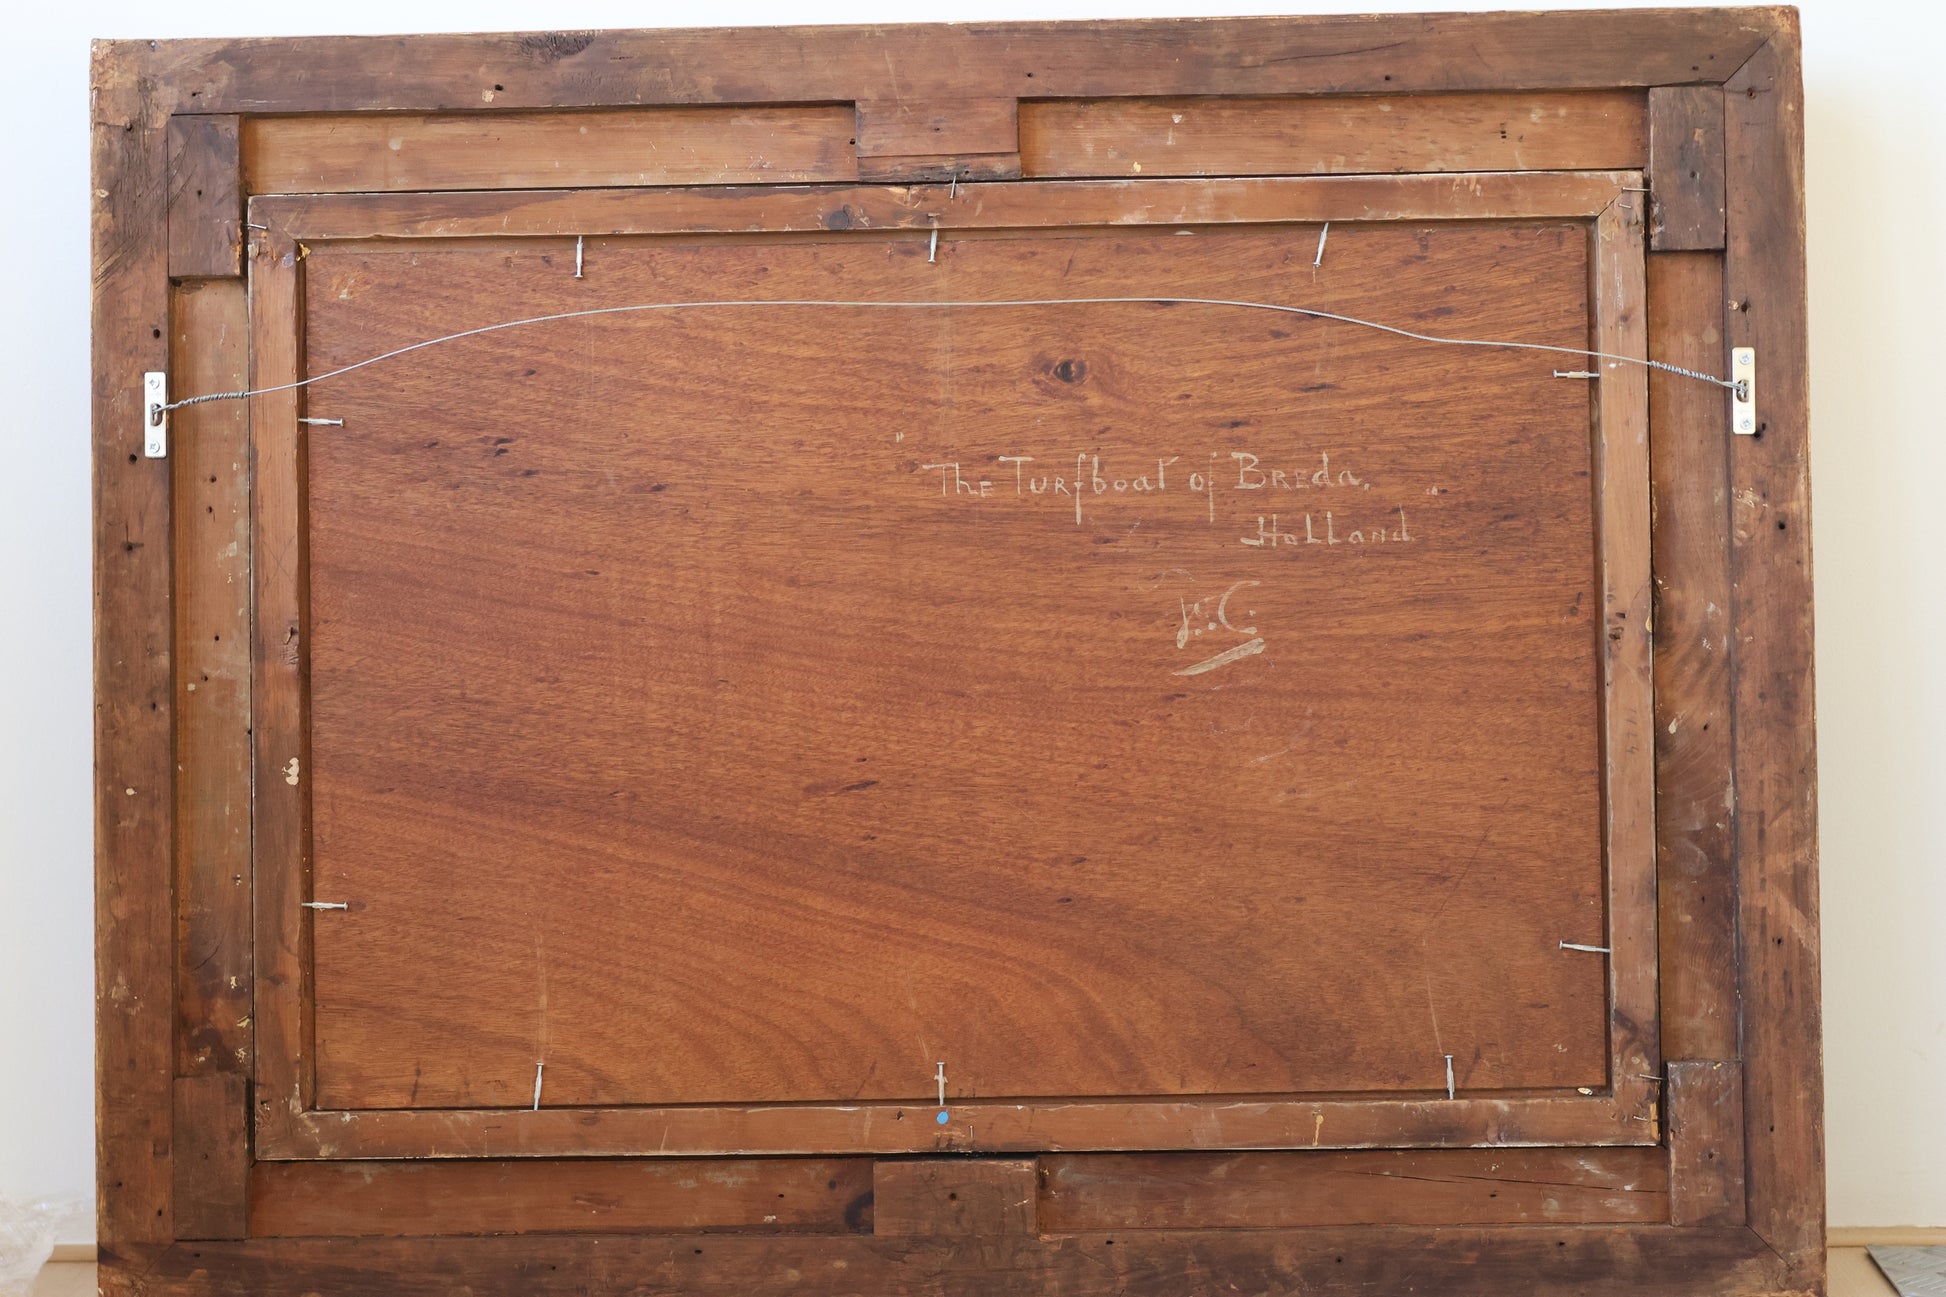 "The Turfboat of Breda, "
Holland
J.C.